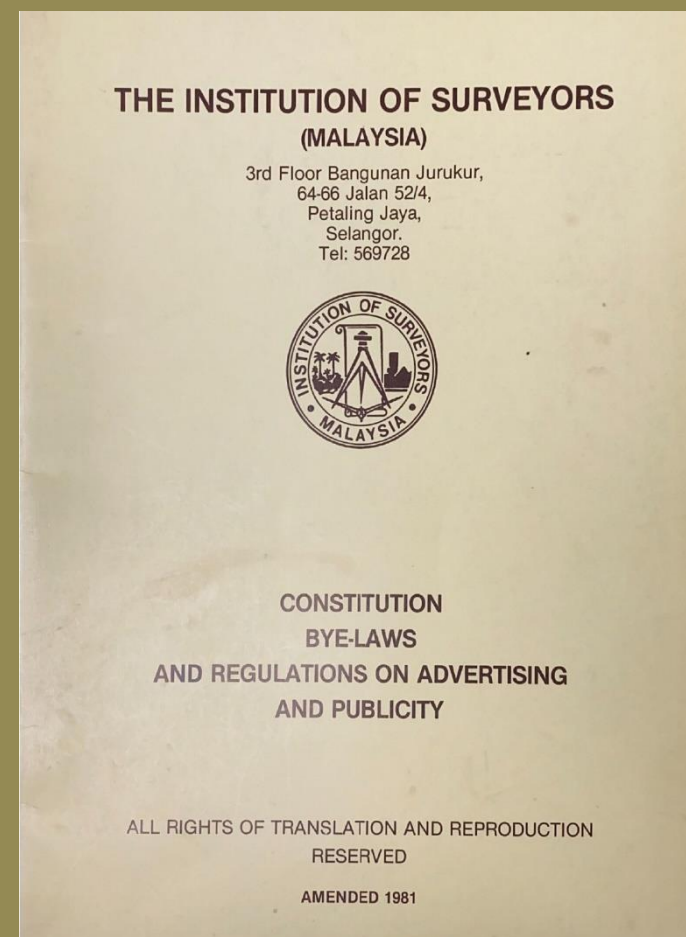 THE INSTITUTION OF SURVEYORS
(MALAYSIA)
3rd Floor Bangunan Jurukur,
64-66 Jalan 52/4,
Petaling Jaya,
Selangor.
Tel: 569728
INSTITUTION OF SURVEYORS
• MALAYSIA •
CONSTITUTION
BYE-LAWS
AND REGULATIONS ON ADVERTISING
AND PUBLICITY
ALL RIGHTS OF TRANSLATION AND REPRODUCTION
RESERVED
AMENDED 1981